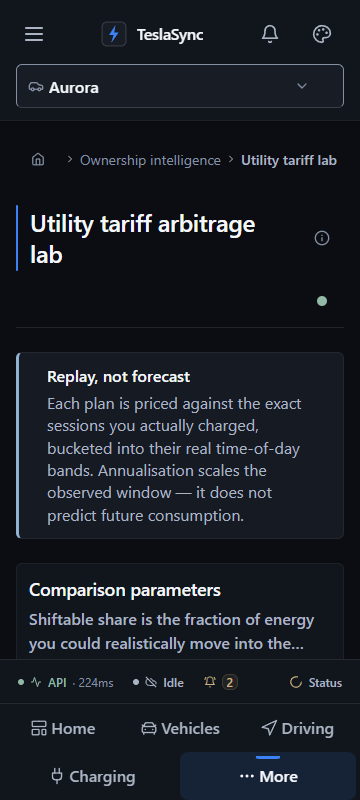 TeslaSync
Aurora
Ownership intelligence
Utility tariff lab
Utility tariff arbitrage
lab
Replay, not forecast
Each plan is priced against the exact
sessions you actually charged,
bucketed into their real time-of-day
bands. Annualisation scales the
observed window — it does not
predict future consumption.
Comparison parameters
Shiftable share is the fraction of energy
you could realistically move into the...
API · 224ms
Idle
2
Status
Home
Vehicles
Driving
Charging
More